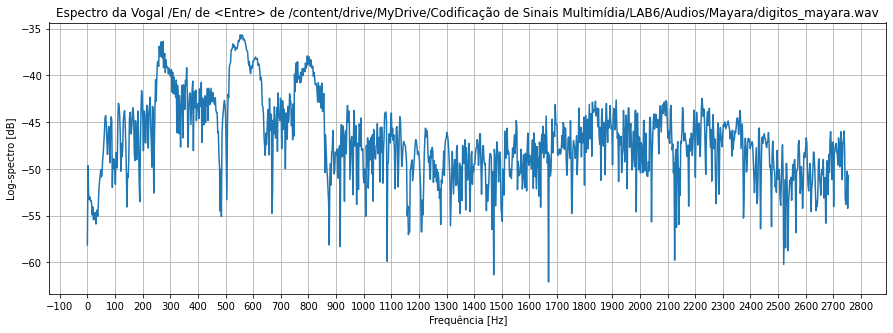 Espectro da Vogal /En/ de <Entre> de /content/drive/MyDrive/Codificação de Sinais Multimídia/LAB6/Audios/Mayara/digitos_mayara.wav
−35
−40
−45
−50
−55
−60
Log-spectro [dB]
−100 0 100 200 300 400 500 600 700 800 900 1000 1100 1200 1300 1400 1500 1600 1700 1800 1900 2000 2100 2200 2300 2400 2500 2600 2700 2800
Frequência [Hz]